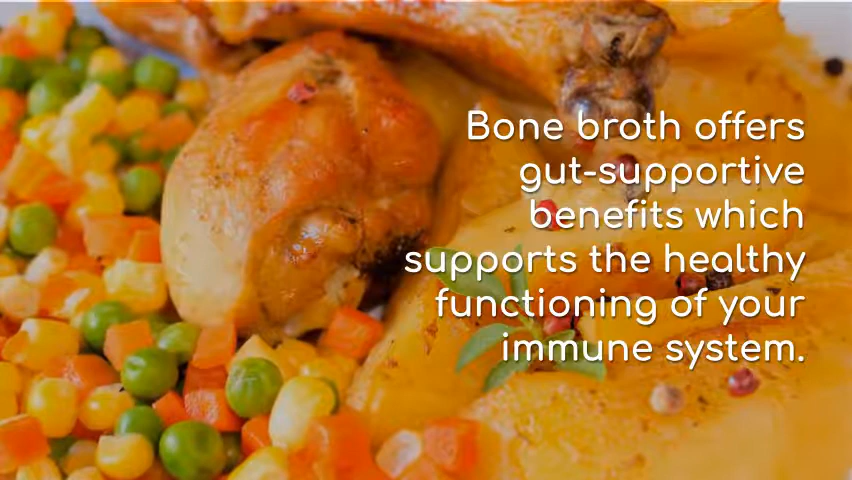 Bone broth offers
gut-supportive
benefits which
supports the healthy
functioning of your
immune system.